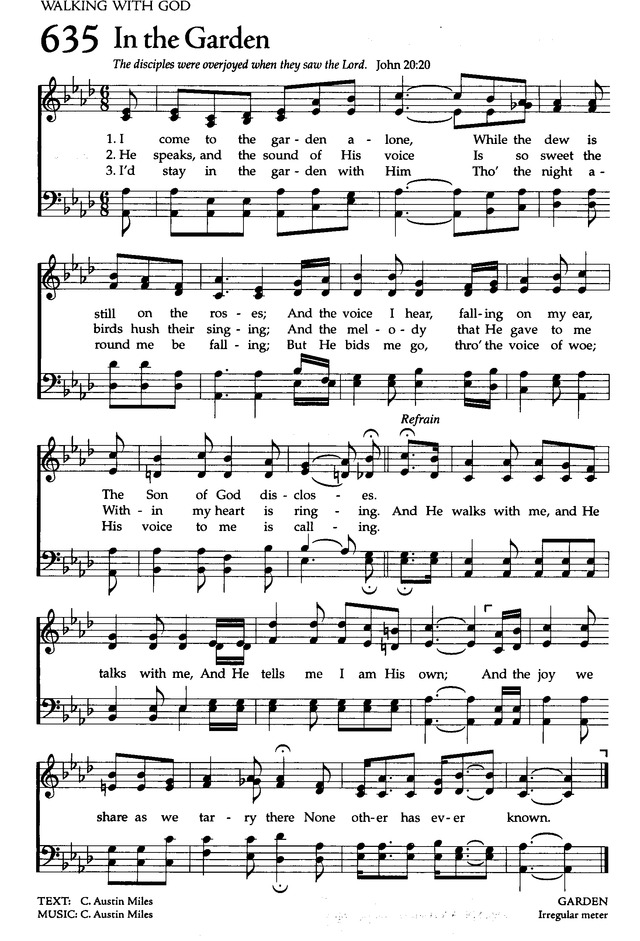 WALKING WITH GOD
635 In the Garden
The disciples were overjoyed when they saw the Lord. John 20:20
1. I come to the gar - den a - lone, While the dew is
2. He speaks, and the sound of His voice Is so sweet the
3. I'd stay in the gar - den with Him Tho' the night a -
still on the ros - es; And the voice I hear, fall - ing on my ear,
birds hush their sing - ing; And the mel - o - dy that He gave to me
round me be fall - ing; But He bids me go, thro' the voice of woe;
Refrain
The Son of God dis - clos - es.
With - in my heart is ring - ing. And He walks with me, and He
His voice to me is call - ing.
talks with me, And He tells me I am His own; And the joy we
share as we tar - ry there None oth - er has ev - er known.
TEXT: C. Austin Miles GARDEN
MUSIC: C. Austin Miles Irregular meter